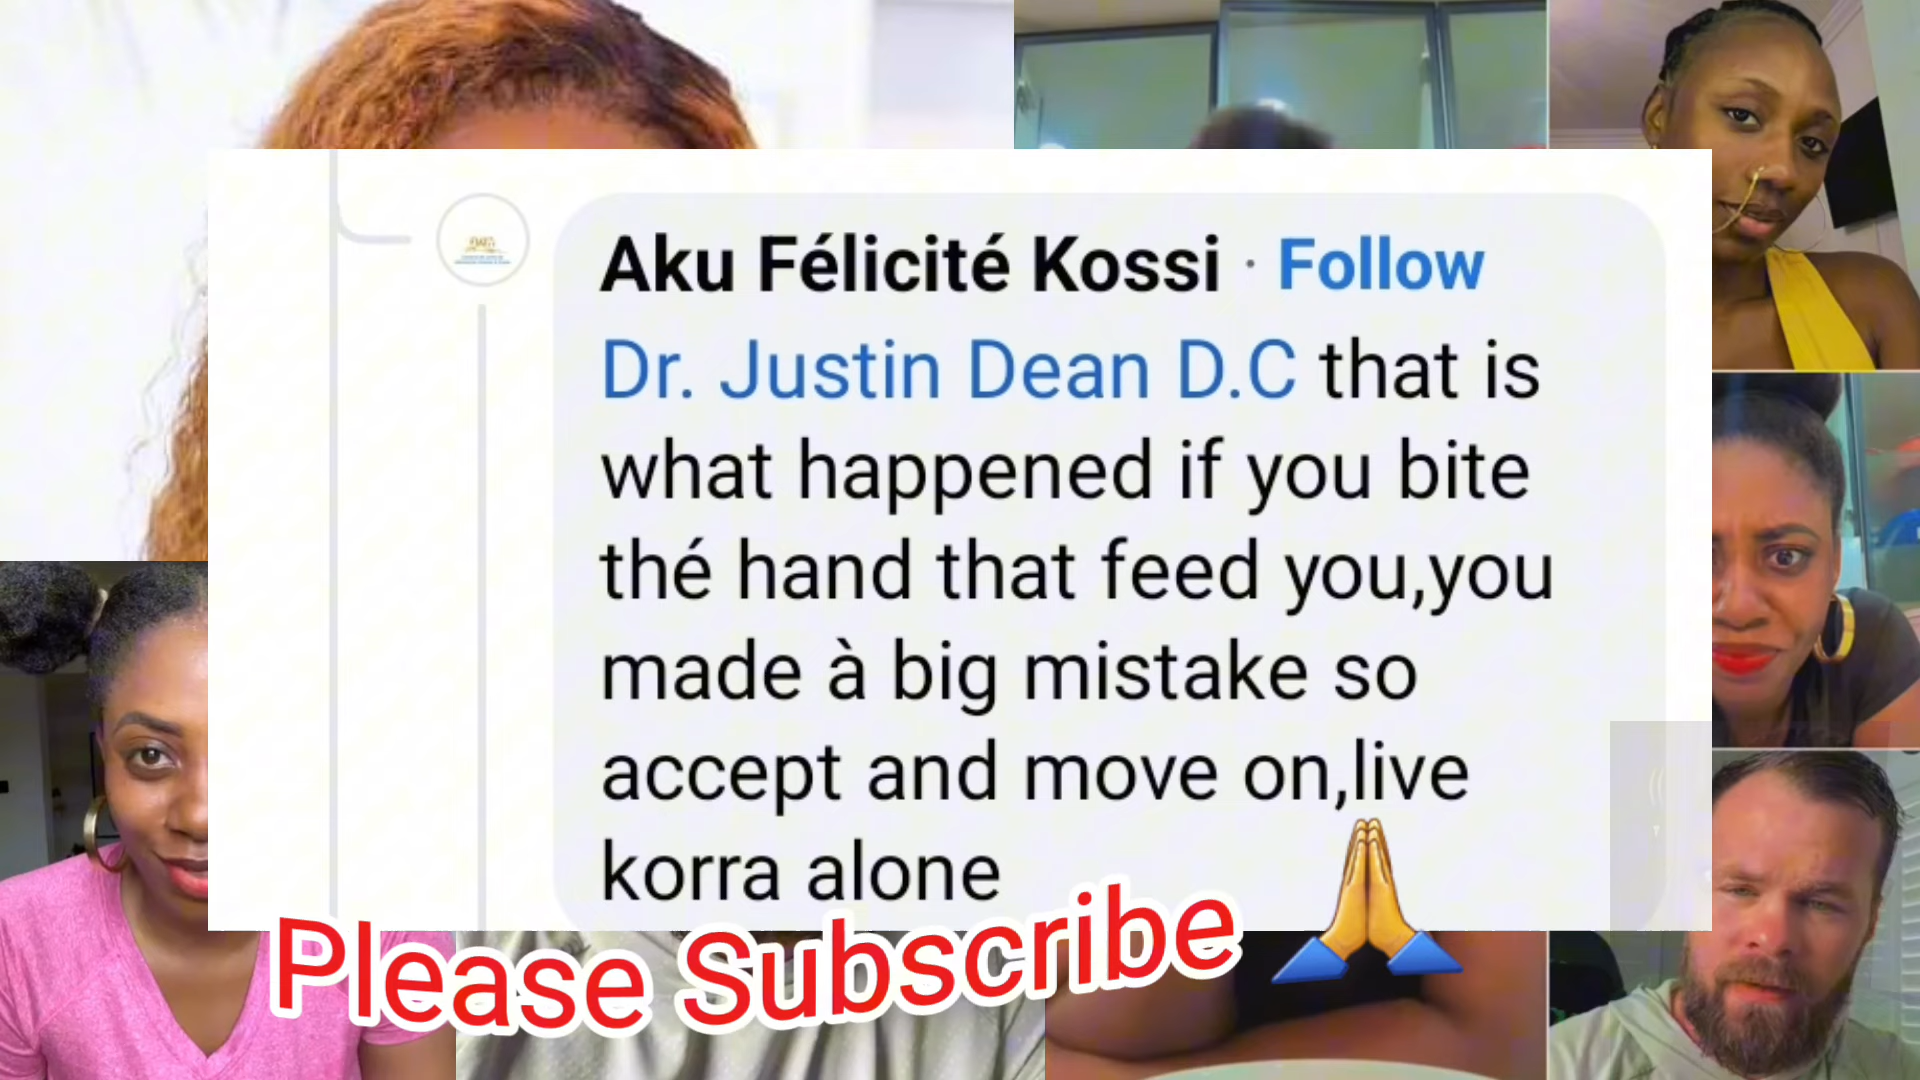 Aku Félicité Kossi · Follow
Dr. Justin Dean D.C that is
what happened if you bite
thé hand that feed you,you
made à big mistake so
accept and move on,live
korra alone
Please Subscribe